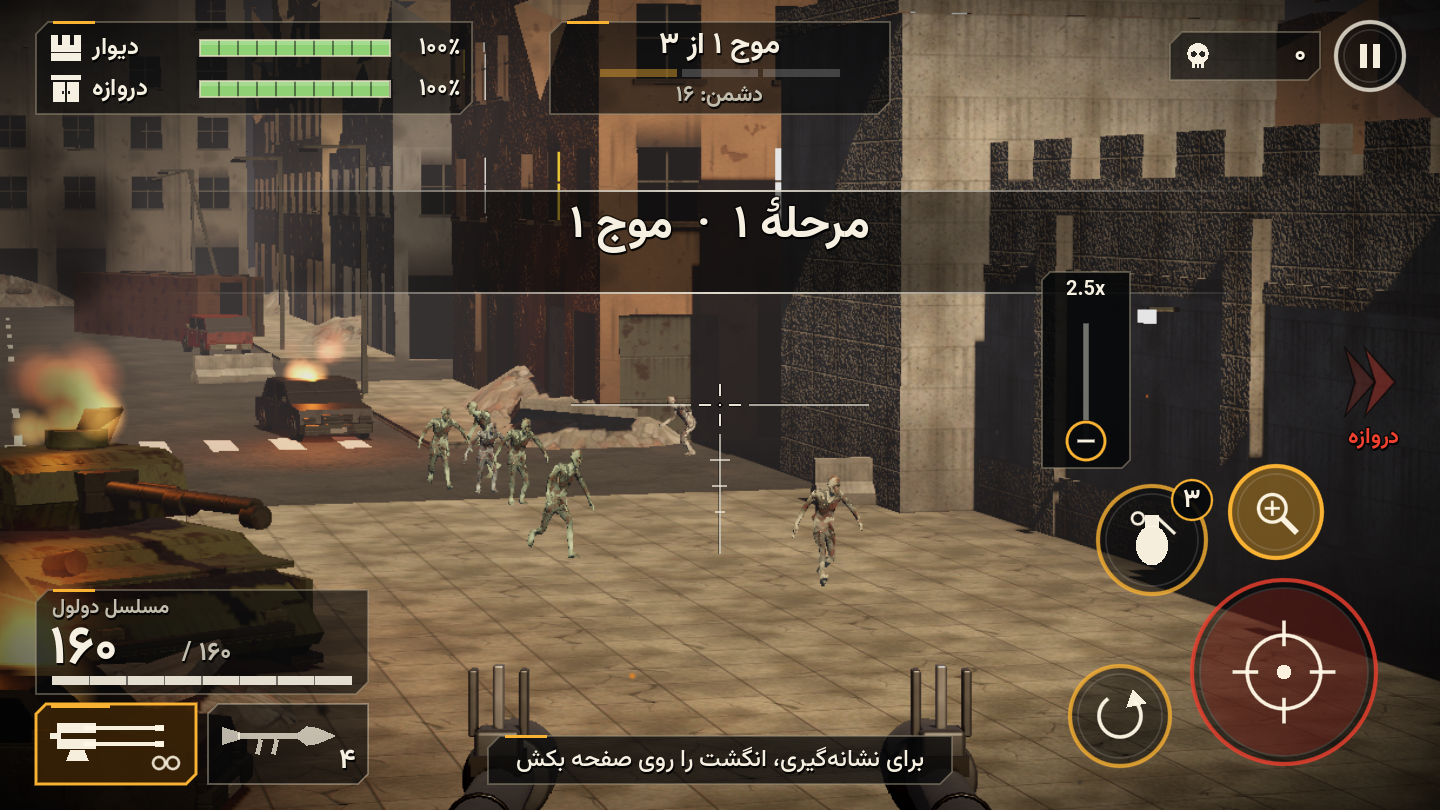 دیوار ۱۰۰٪
دروازه ۱۰۰٪
موج ۱ از ۳
دشمن: ۱۶
۰
مرحلهٔ ۱ · موج ۱
2.5x
دروازه
۳
مسلسل دولول
۱۶۰ / ۱۶۰
∞
۴
برای نشانه‌گیری، انگشت را روی صفحه بکش